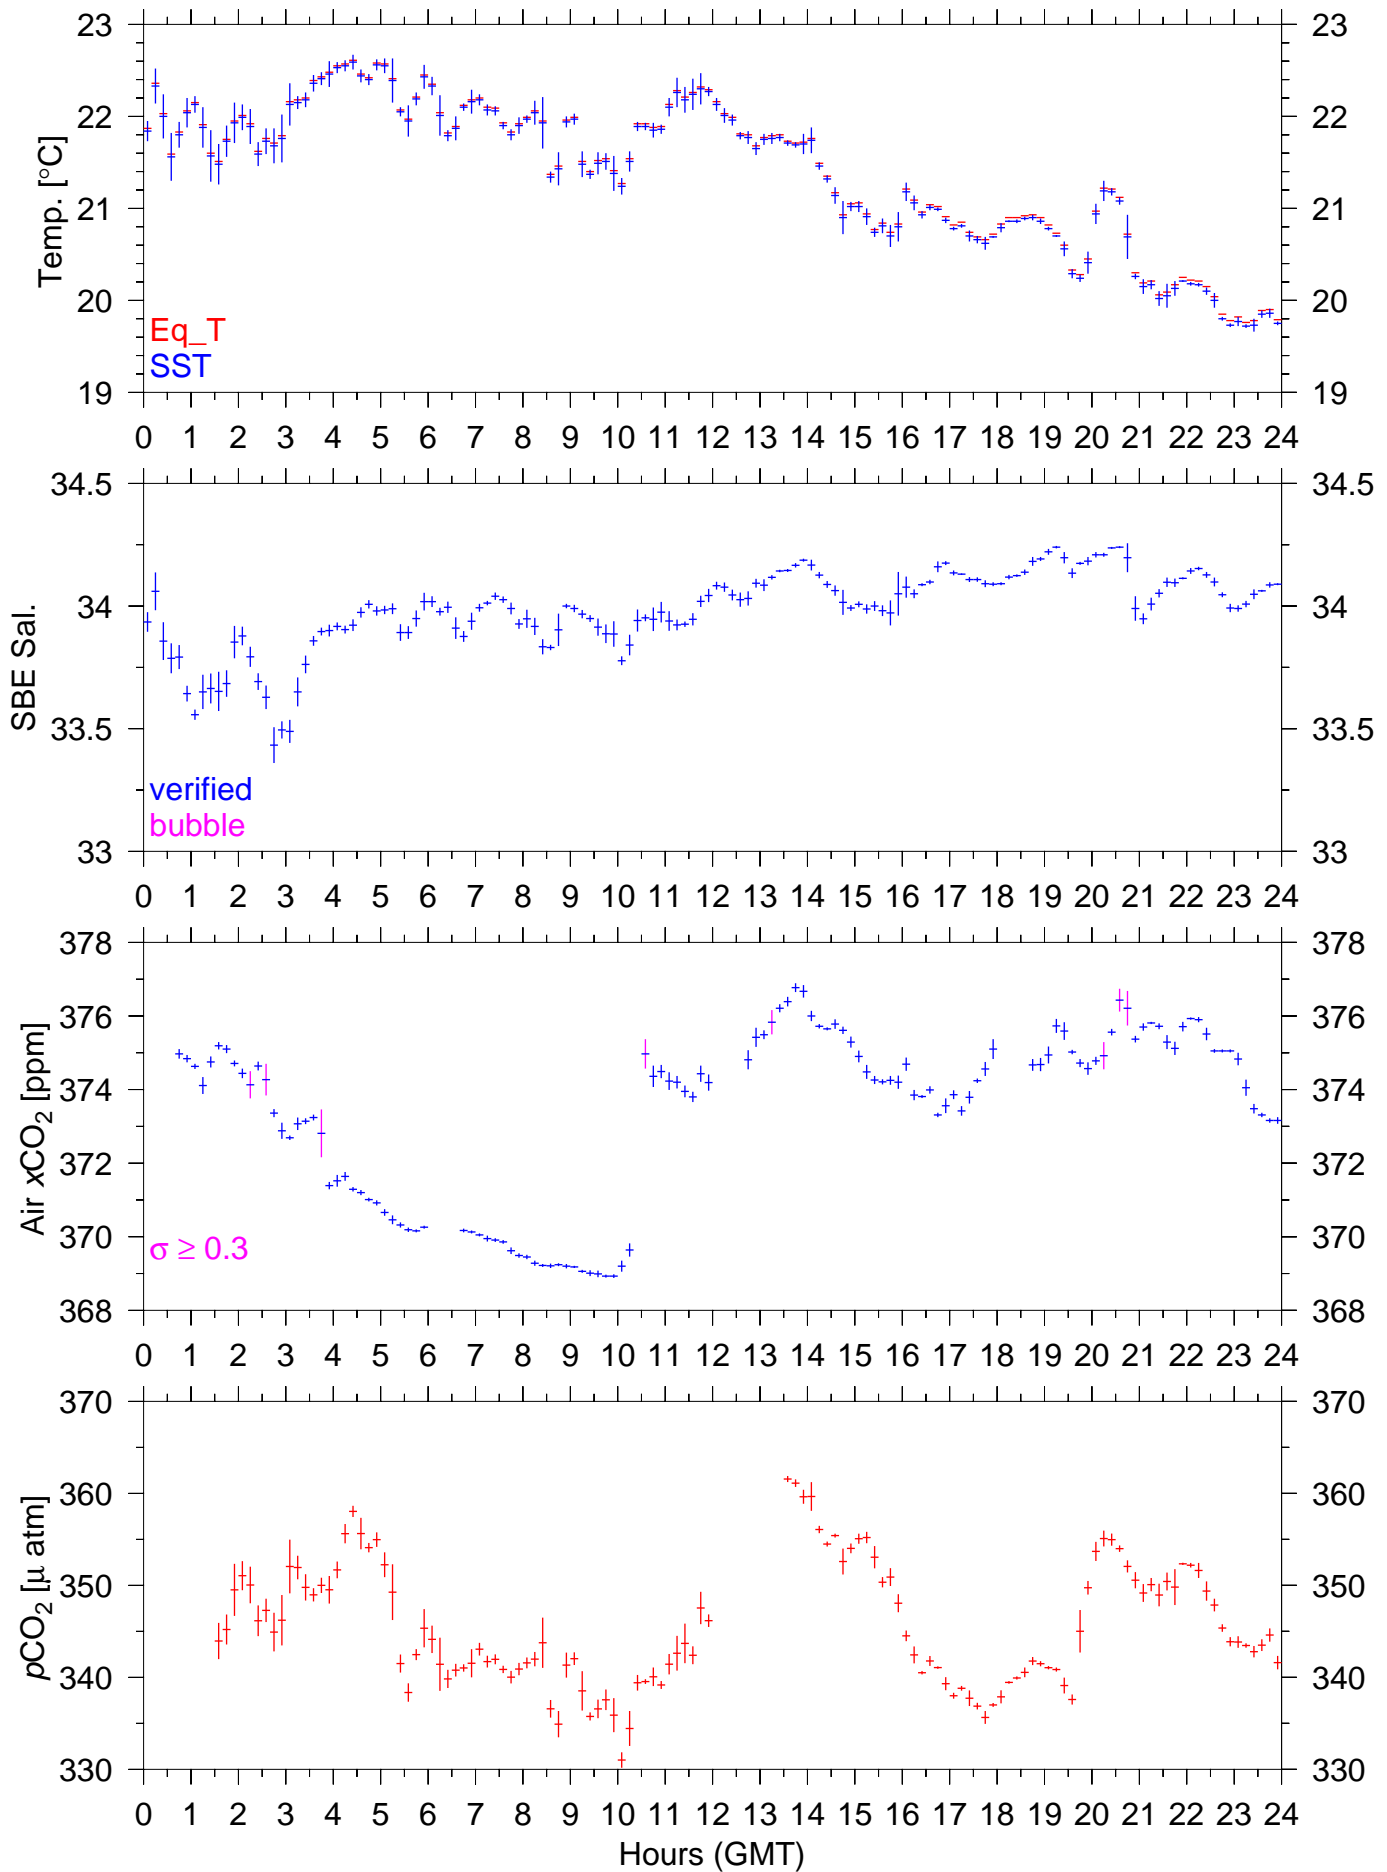 23 23
22 22
21 21
20 20
19 19
Temp. [°C]
Eq_T
SST
0 1 2 3 4 5 6 7 8 9 10 11 12 13 14 15 16 17 18 19 20 21 22 23 24
34.5 34.5
34 34
33.5 33.5
33 33
SBE Sal.
verified
bubble
0 1 2 3 4 5 6 7 8 9 10 11 12 13 14 15 16 17 18 19 20 21 22 23 24
378 378
376 376
374 374
372 372
370 370
368 368
Air xCO₂ [ppm]
σ ≥ 0.3
0 1 2 3 4 5 6 7 8 9 10 11 12 13 14 15 16 17 18 19 20 21 22 23 24
370 370
360 360
350 350
340 340
330 330
pCO₂ [μ atm]
0 1 2 3 4 5 6 7 8 9 10 11 12 13 14 15 16 17 18 19 20 21 22 23 24
Hours (GMT)